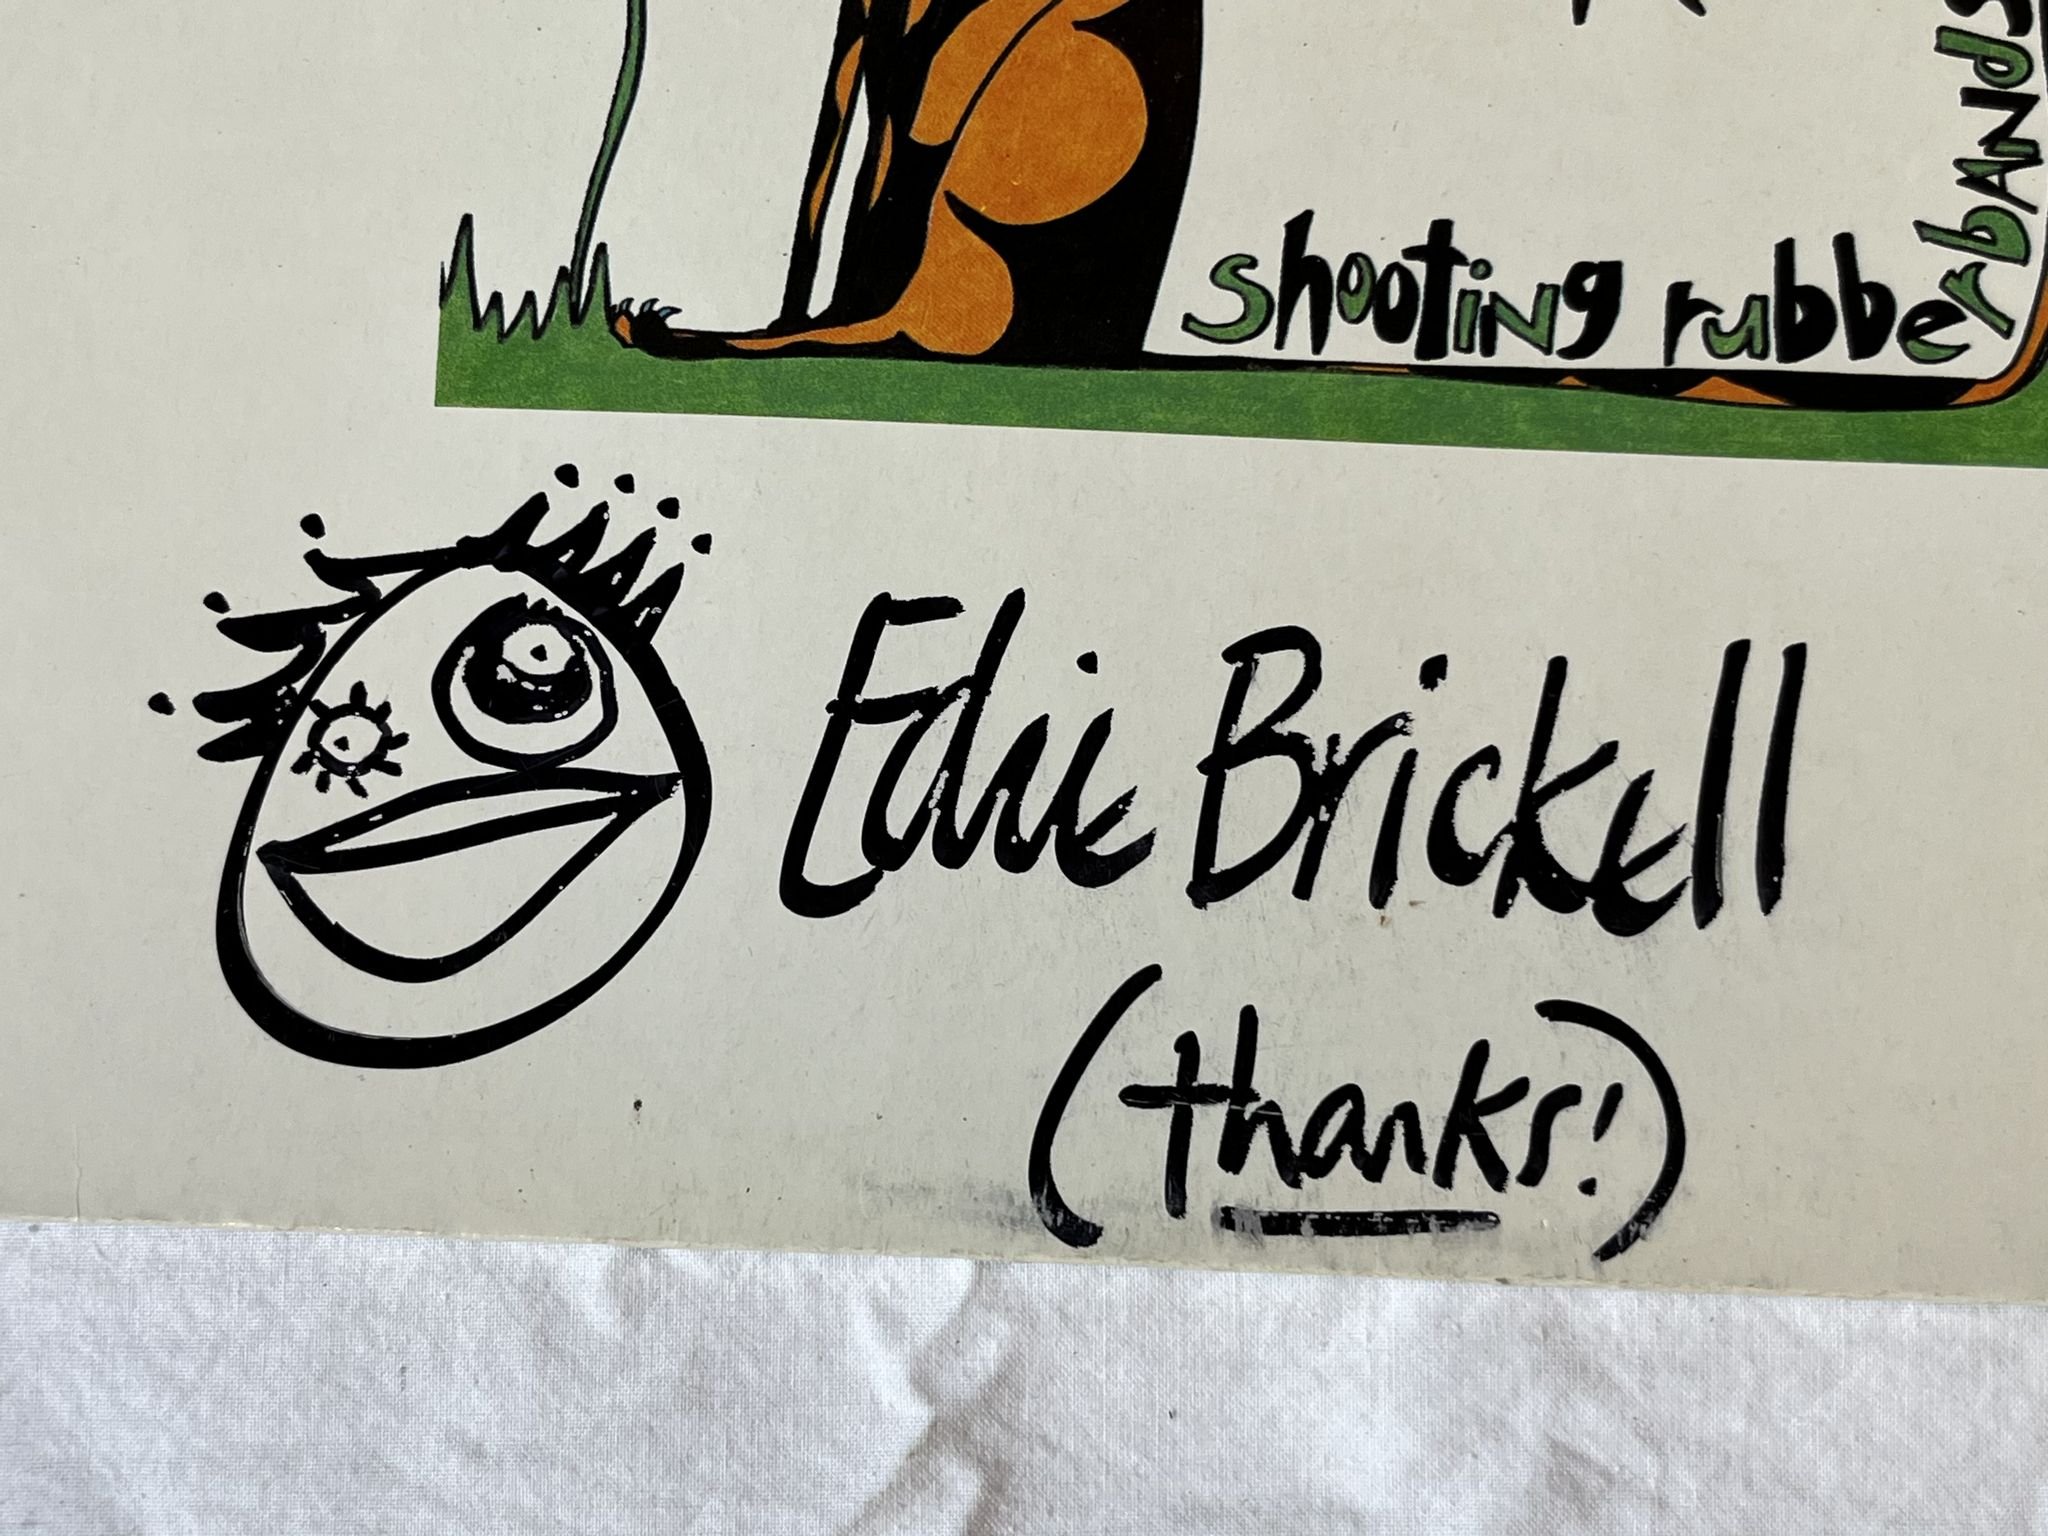 shooting rubberbANds
Edie Brickell
(thanks!)